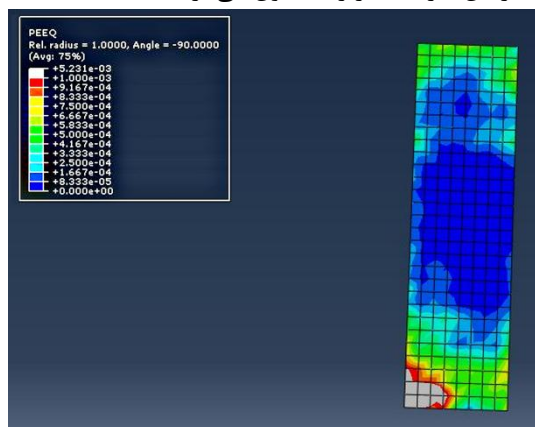 PEEQ
Rel. radius = 1.0000, Angle = -90.0000
(Avg: 75%)
+5.231e-03
+1.000e-03
+9.167e-04
+8.333e-04
+7.500e-04
+6.667e-04
+5.833e-04
+5.000e-04
+4.167e-04
+3.333e-04
+2.500e-04
+1.667e-04
+8.333e-05
+0.000e+00